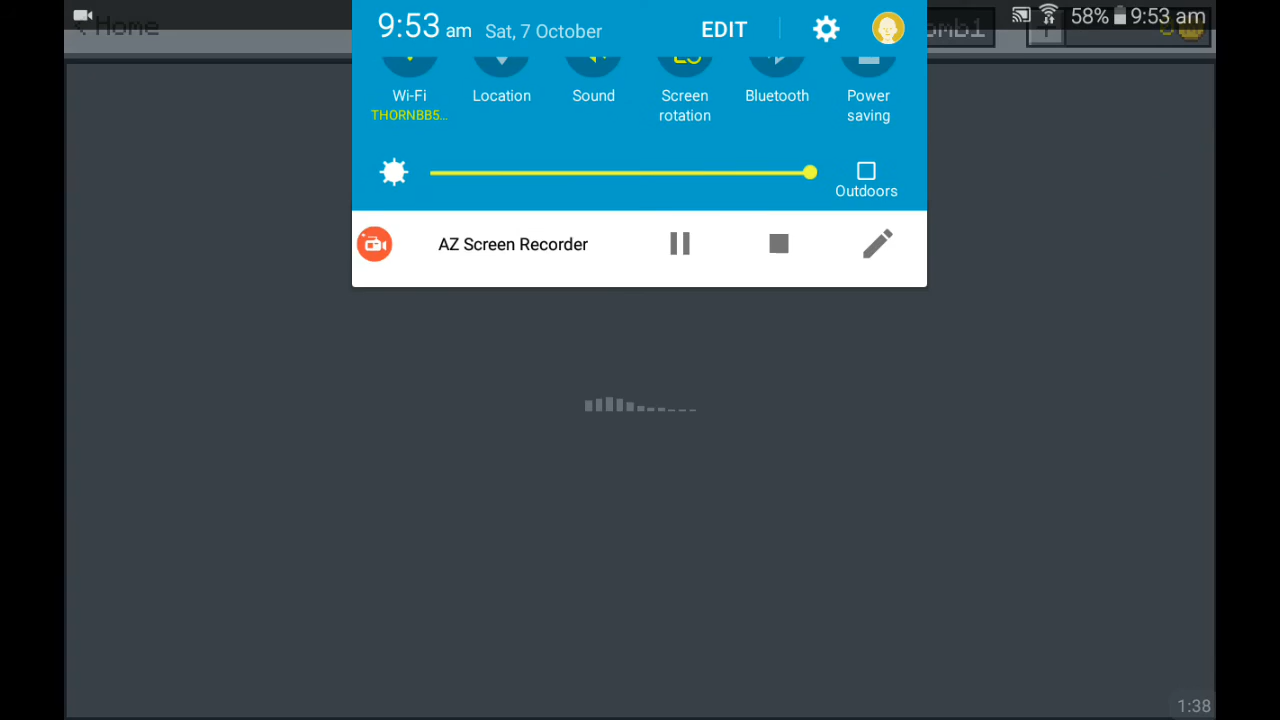 Home
9:53 am Sat, 7 October
EDIT
58% 9:53 am
Wi-Fi
THORNBB5...
Location
Sound
Screen
rotation
Bluetooth
Power
saving
Outdoors
AZ Screen Recorder
1:38